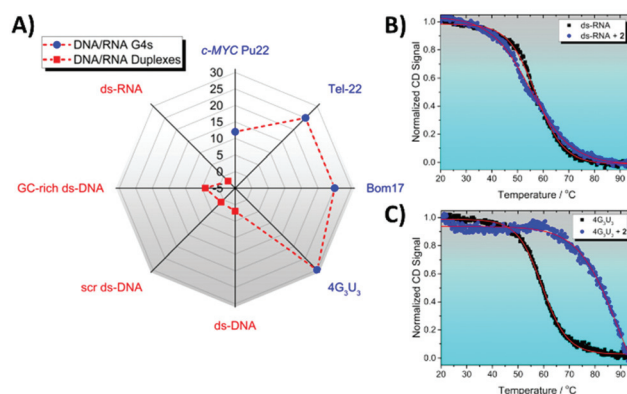 A)
DNA/RNA G4s
DNA/RNA Duplexes
c-MYC Pu22
30
25
20
15
10
5
0
-5
Tel-22
Bom17
4G₃U₃
ds-DNA
scr ds-DNA
GC-rich ds-DNA
ds-RNA
B)
Normalized CD Signal
1.0
0.8
0.6
0.4
0.2
0.0
ds-RNA
ds-RNA + 2
20 30 40 50 60 70 80 90
Temperature / °C
C)
Normalized CD Signal
1.0
0.8
0.6
0.4
0.2
0.0
4G₃U₃
4G₃U₃ + 2
20 30 40 50 60 70 80 90
Temperature / °C